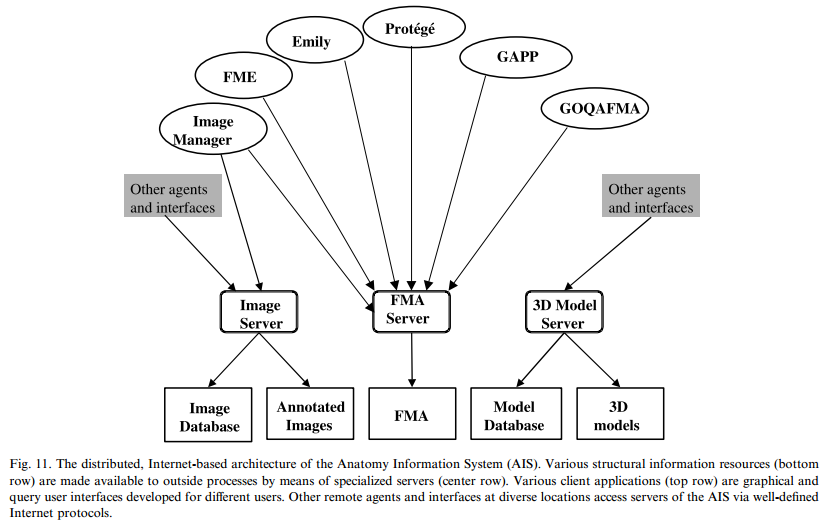 Protégé
Emily
GAPP
FME
GOQAFMA
Image
Manager
Other agents
and interfaces
Other agents
and interfaces
Image
Server
FMA
Server
3D Model
Server
Image
Database
Annotated
Images
FMA
Model
Database
3D
models
Fig. 11. The distributed, Internet-based architecture of the Anatomy Information System (AIS). Various structural information resources (bottom
row) are made available to outside processes by means of specialized servers (center row). Various client applications (top row) are graphical and
query user interfaces developed for different users. Other remote agents and interfaces at diverse locations access servers of the AIS via well-defined
Internet protocols.